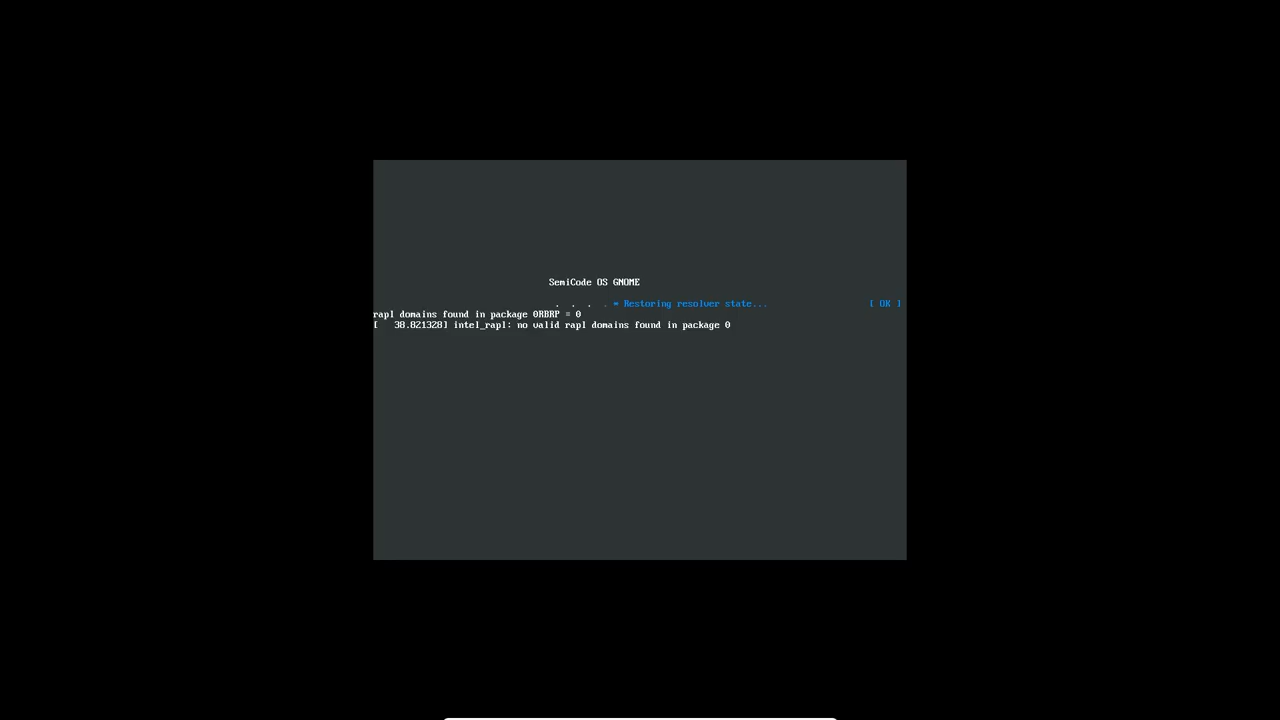 SemiCode OS GNOME
. . . . * Restoring resolver state... [ OK ]
rapl domains found in package 0RBRP = 0
[ 38.821328] intel_rapl: no valid rapl domains found in package 0